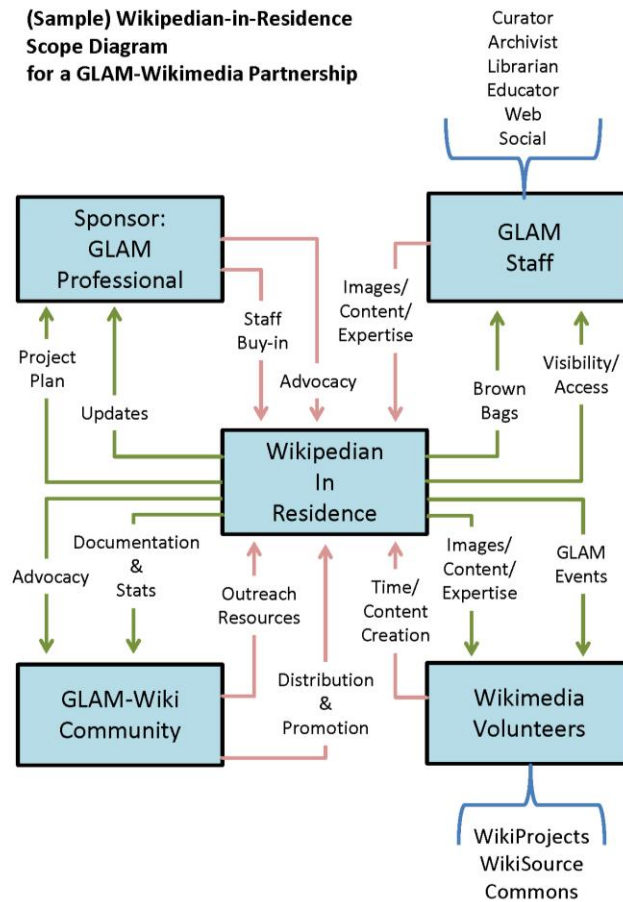 (Sample) Wikipedian-in-Residence
Scope Diagram
for a GLAM-Wikimedia Partnership
Curator
Archivist
Librarian
Educator
Web
Social
Sponsor:
GLAM
Professional
GLAM
Staff
Images/
Content/
Expertise
Staff
Buy-in
Project
Plan
Visibility/
Access
Advocacy
Brown
Bags
Updates
Wikipedian
In
Residence
Documentation
&
Stats
Advocacy
Outreach
Resources
Time/
Content
Creation
Images/
Content/
Expertise
GLAM
Events
Distribution
&
Promotion
GLAM-Wiki
Community
Wikimedia
Volunteers
WikiProjects
WikiSource
Commons